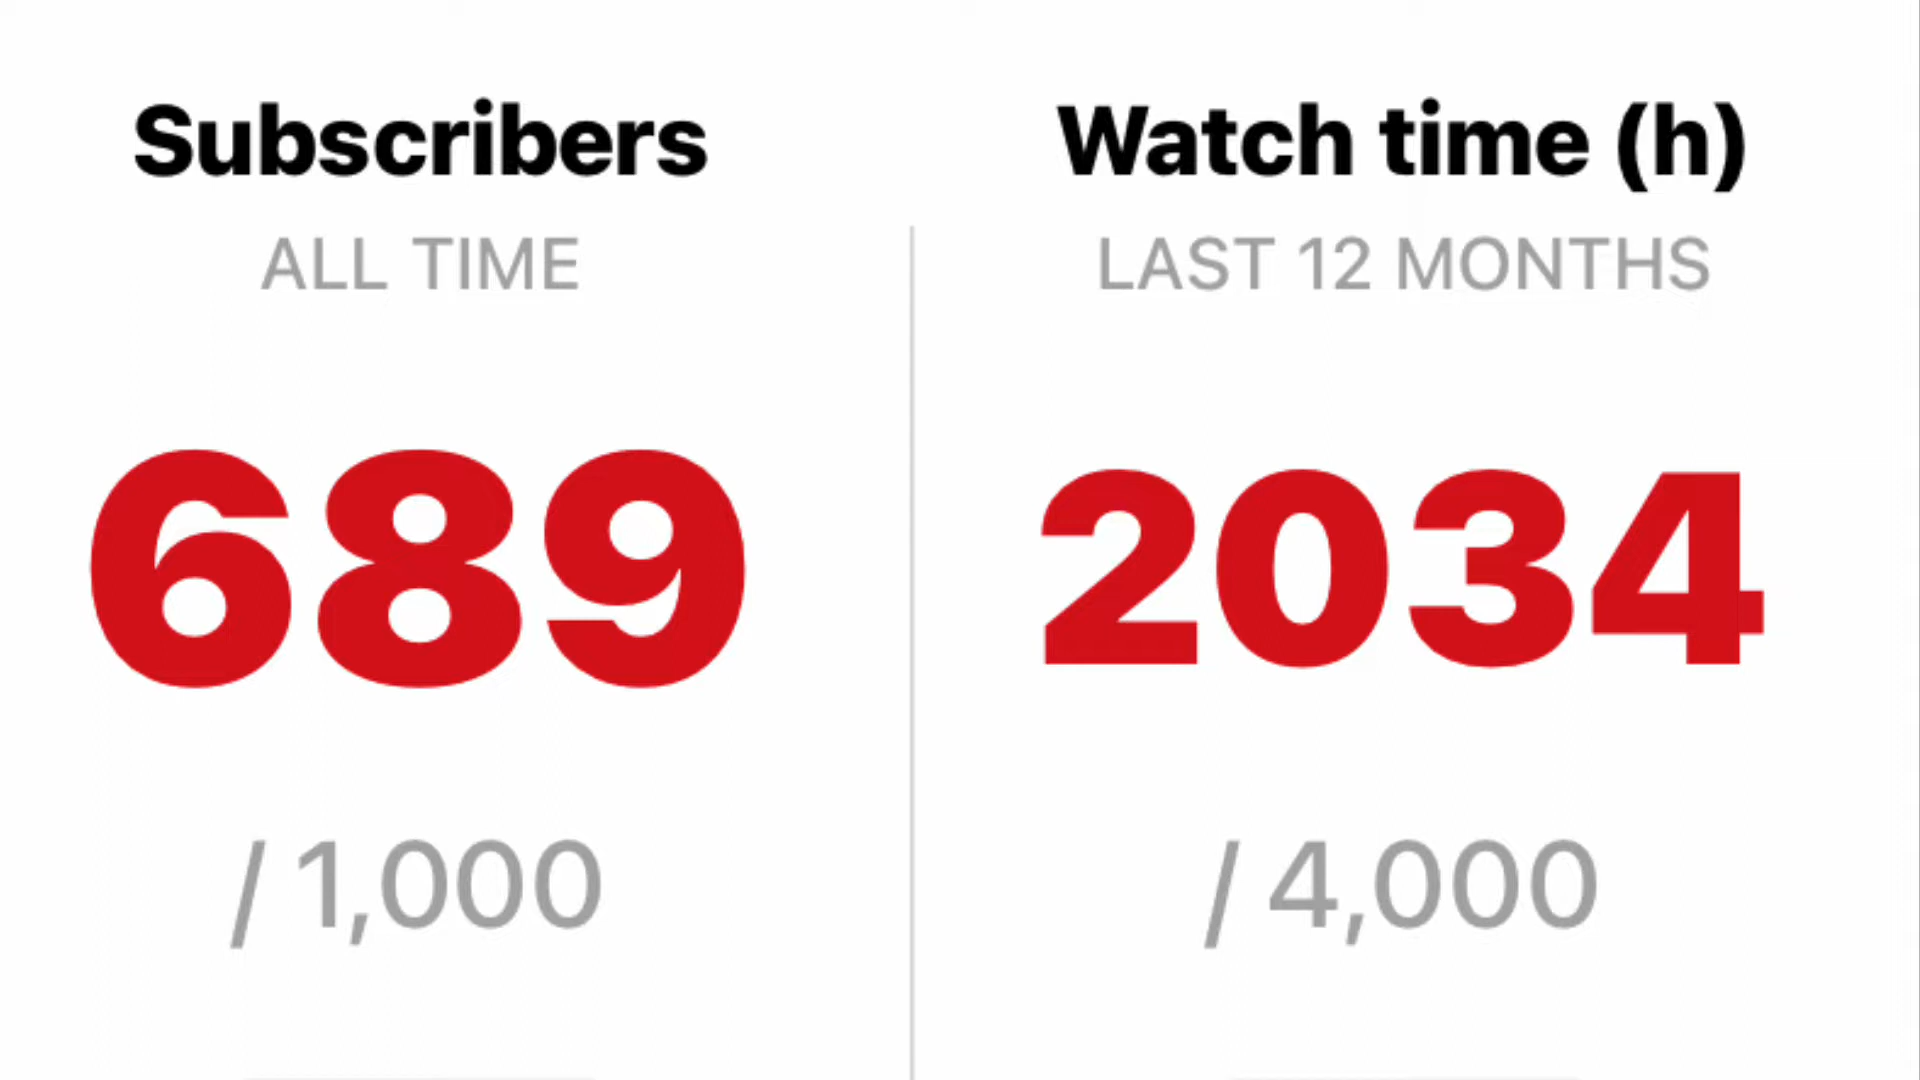 Subscribers
ALL TIME
689
/ 1,000
Watch time (h)
LAST 12 MONTHS
2034
/ 4,000